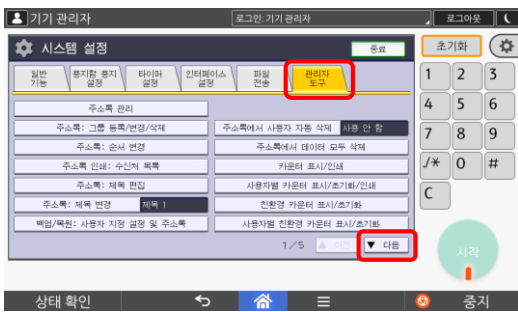 기기 관리자 로그인: 기기 관리자 로그아웃
시스템 설정 종료 초기화
일반 기능 용지함 용지 설정 타이머 설정 인터페이스 설정 파일 전송 관리자 도구
주소록 관리
주소록: 그룹 등록/변경/삭제 주소록에서 사용자 자동 삭제 사용 안 함
주소록: 순서 변경 주소록에서 데이터 모두 삭제
주소록 인쇄: 수신처 목록 카운터 표시/인쇄
주소록: 제목 편집 사용자별 카운터 표시/초기화/인쇄
주소록: 제목 변경 제목 1 친환경 카운터 표시/초기화
백업/복원: 사용자 지정 설정 및 주소록 사용자별 친환경 카운터 표시/초기화
1/5 ▲ 이전 ▼ 다음
1 2 3
4 5 6
7 8 9
./* 0 #
C
시작
상태 확인 중지